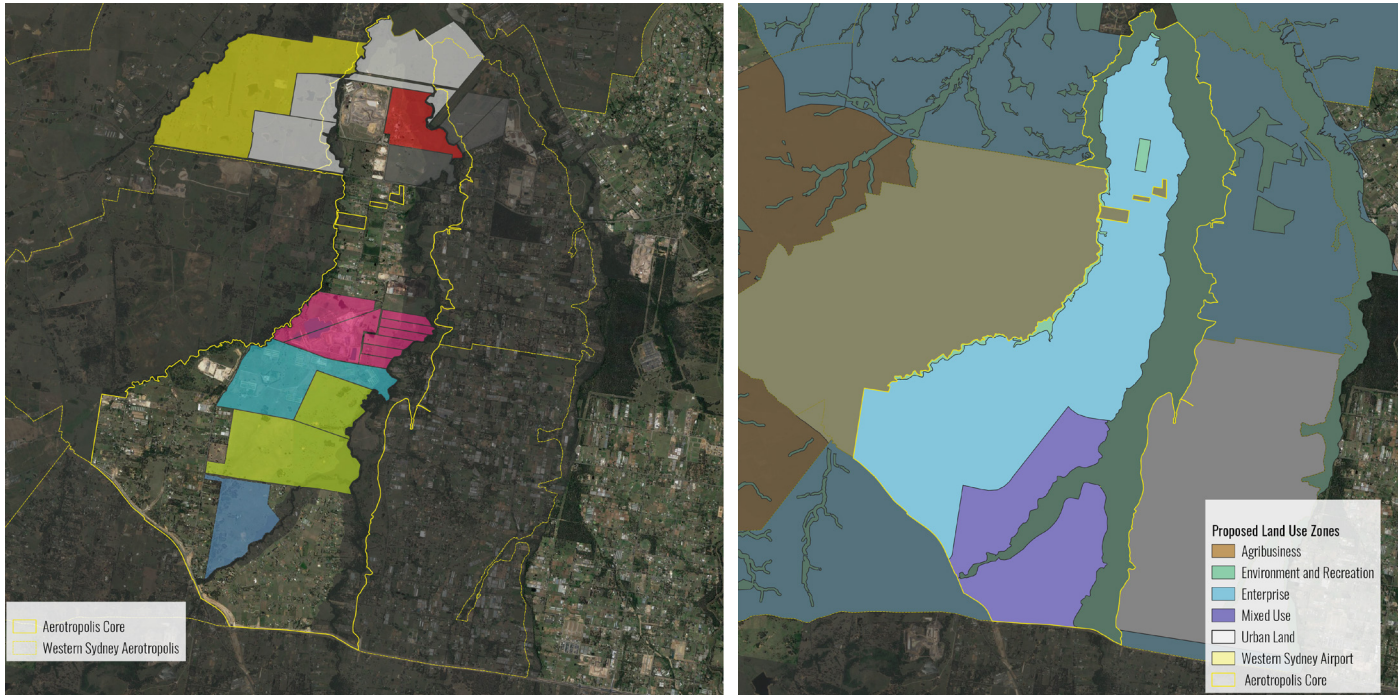 Aerotropolis Core
Western Sydney Aerotropolis
Proposed Land Use Zones
Agribusiness
Environment and Recreation
Enterprise
Mixed Use
Urban Land
Western Sydney Airport
Aerotropolis Core